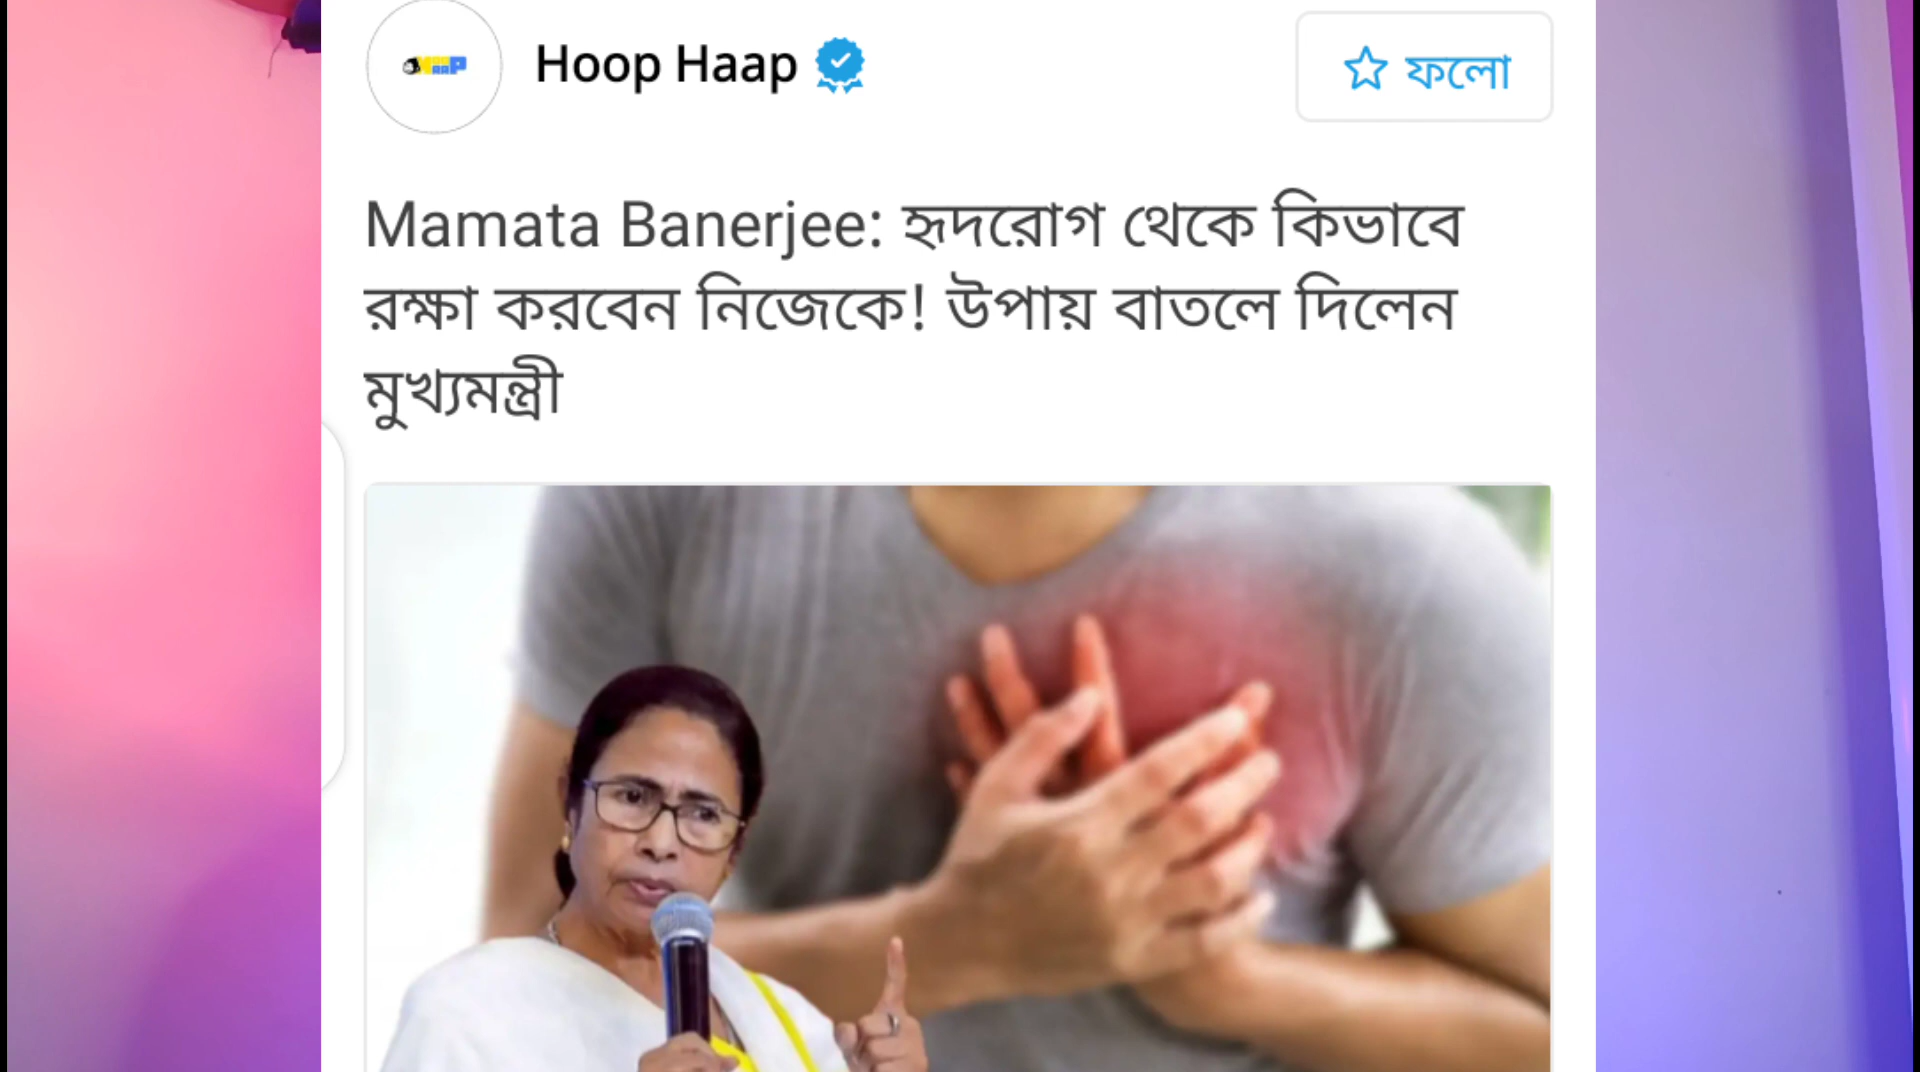 Hoop Haap
ফলো
Mamata Banerjee: হৃদরোগ থেকে কিভাবে
রক্ষা করবেন নিজেকে! উপায় বাতলে দিলেন
মুখ্যমন্ত্রী